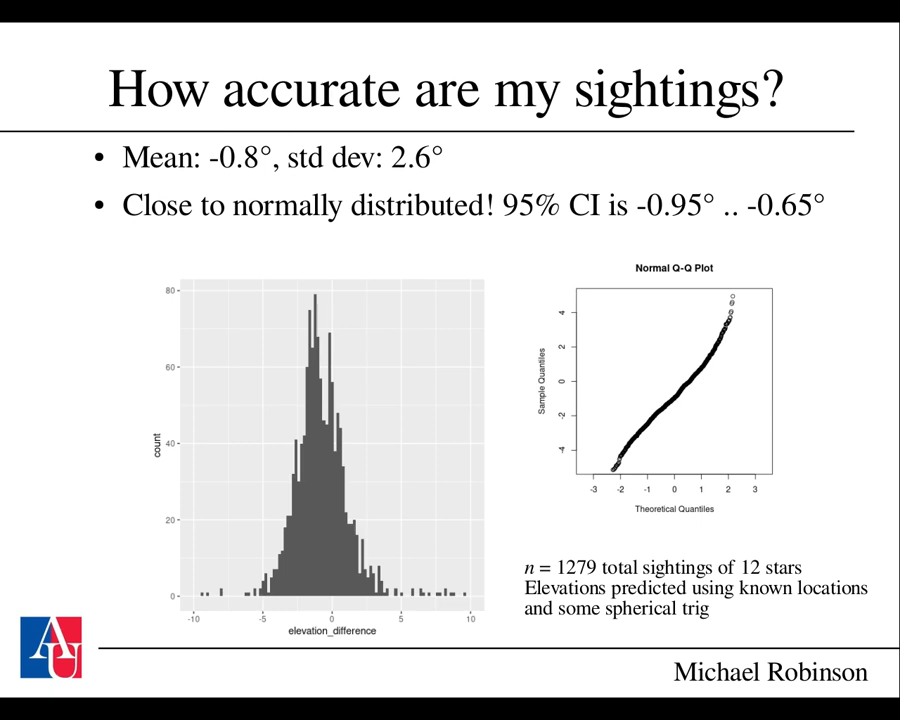 How accurate are my sightings?
• Mean: -0.8°, std dev: 2.6°
• Close to normally distributed! 95% CI is -0.95° .. -0.65°
80
60
40
20
0
count
-10 -5 0 5 10
elevation_difference
Normal Q-Q Plot
4
2
0
-2
-4
Sample Quantiles
-3 -2 -1 0 1 2 3
Theoretical Quantiles
n = 1279 total sightings of 12 stars
Elevations predicted using known locations
and some spherical trig
AU
Michael Robinson